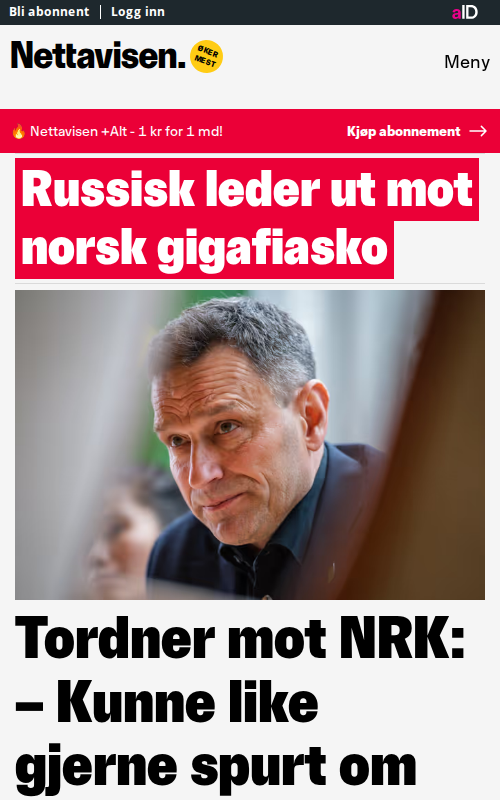 Bli abonnent | Logg inn
aID
Nettavisen.
ØKER
MEST
Meny
🔥 Nettavisen +Alt - 1 kr for 1 md!
Kjøp abonnement →
Russisk leder ut mot
norsk gigafiasko
Tordner mot NRK:
– Kunne like
gjerne spurt om